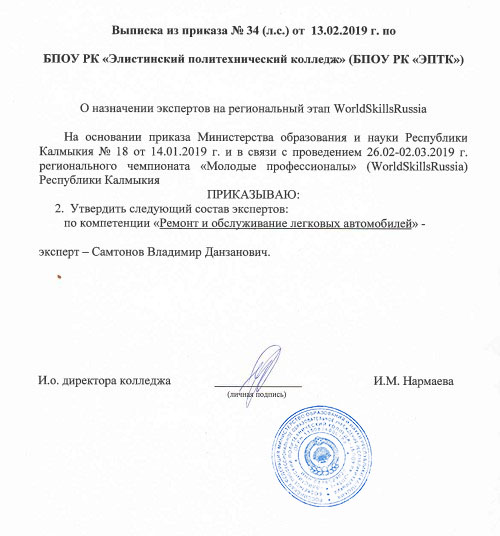 Выписка из приказа № 34 (л.с.) от 13.02.2019 г. по
БПОУ РК «Элистинский политехнический колледж» (БПОУ РК «ЭПТК»)
О назначении экспертов на региональный этап WorldSkillsRussia
На основании приказа Министерства образования и науки Республики
Калмыкия № 18 от 14.01.2019 г. и в связи с проведением 26.02-02.03.2019 г.
регионального чемпионата «Молодые профессионалы» (WorldSkillsRussia)
Республики Калмыкия
ПРИКАЗЫВАЮ:
2. Утвердить следующий состав экспертов:
по компетенции «Ремонт и обслуживание легковых автомобилей» -
эксперт – Самтонов Владимир Данзанович.
И.о. директора колледжа И.М. Нармаева
(личная подпись)